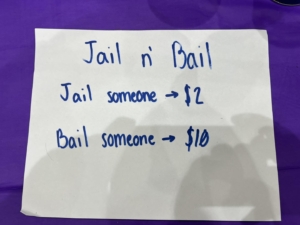 Jail n' Bail
Jail someone → $2
Bail someone → $10